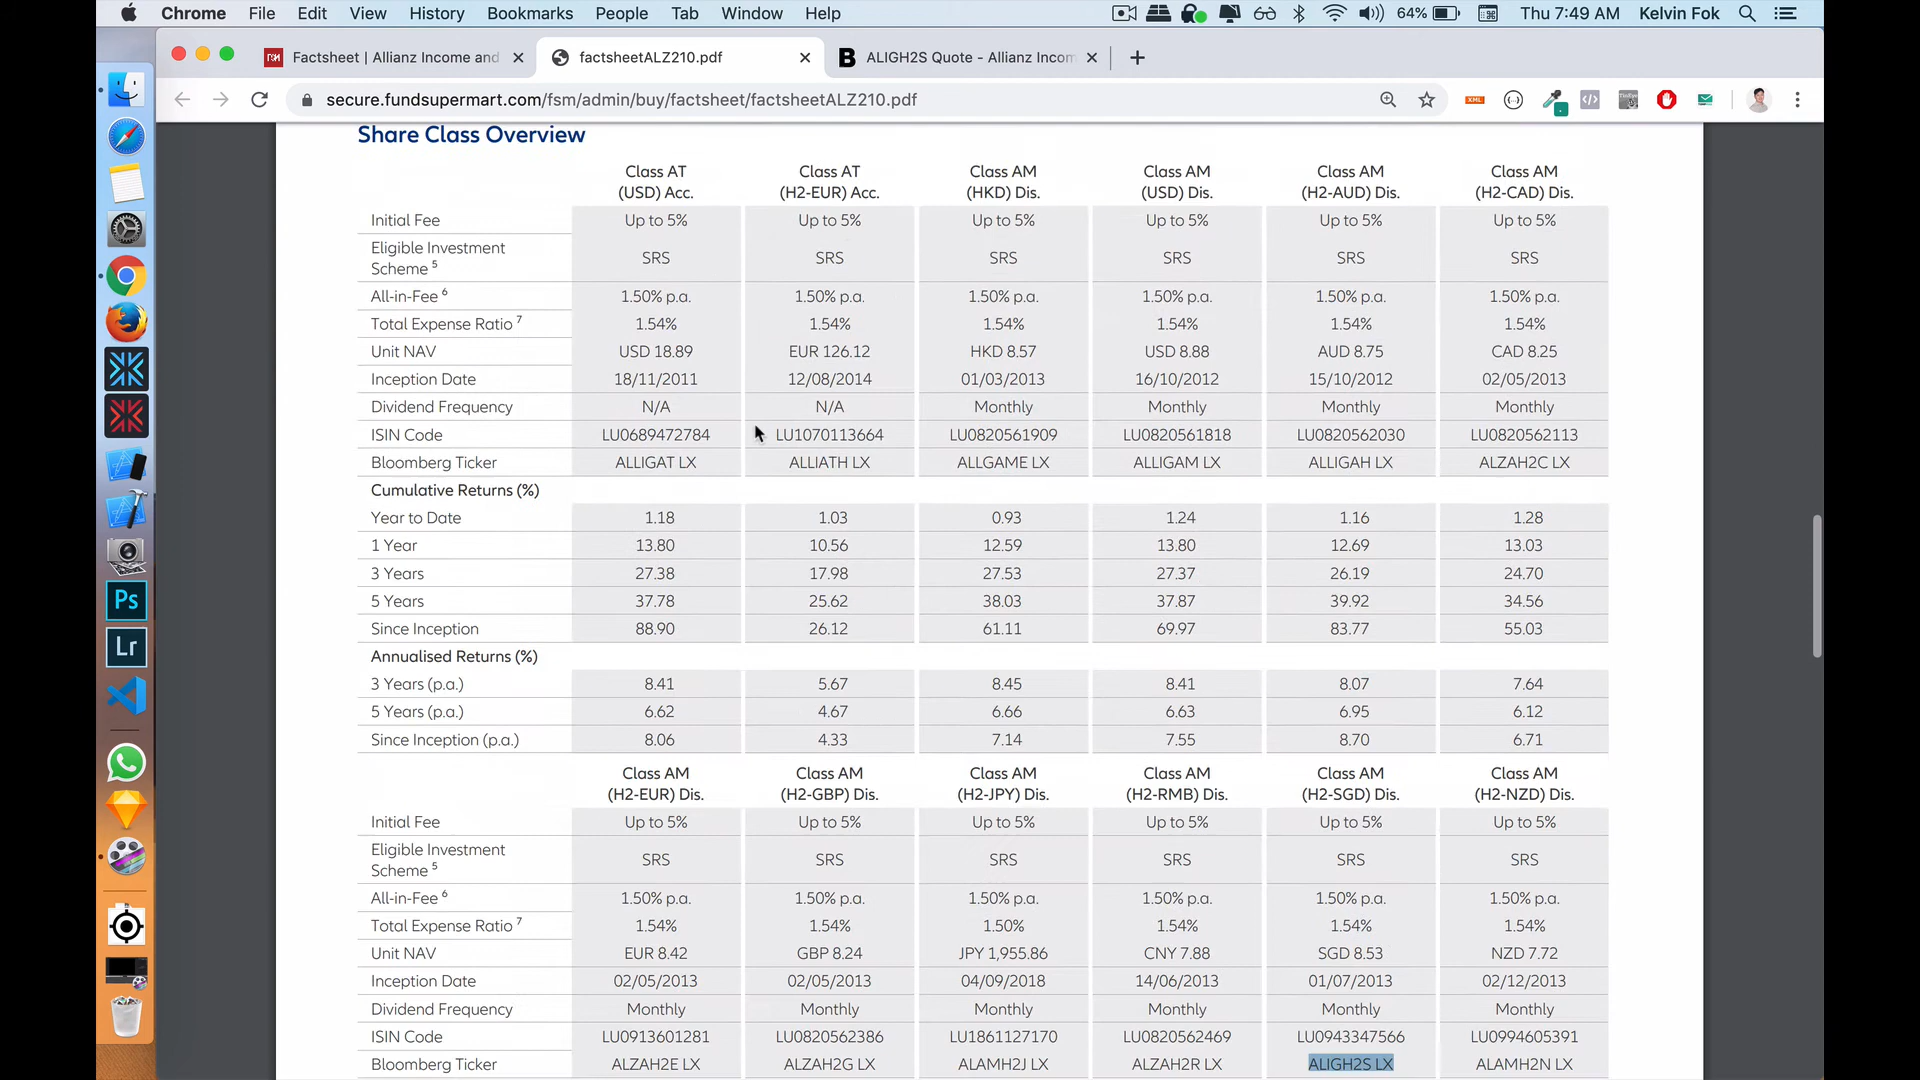 Chrome File Edit View History Bookmarks People Tab Window Help 64% Thu 7:49 AM Kelvin Fok
Factsheet | Allianz Income and factsheetALZ210.pdf B ALIGH2S Quote - Allianz Incom
secure.fundsupermart.com/fsm/admin/buy/factsheet/factsheetALZ210.pdf XML
Share Class Overview
Class AT Class AT Class AM Class AM Class AM Class AM
(USD) Acc. (H2-EUR) Acc. (HKD) Dis. (USD) Dis. (H2-AUD) Dis. (H2-CAD) Dis.
Initial Fee Up to 5% Up to 5% Up to 5% Up to 5% Up to 5% Up to 5%
Eligible Investment
Scheme 5 SRS SRS SRS SRS SRS SRS
All-in-Fee 6 1.50% p.a. 1.50% p.a. 1.50% p.a. 1.50% p.a. 1.50% p.a. 1.50% p.a.
Total Expense Ratio 7 1.54% 1.54% 1.54% 1.54% 1.54% 1.54%
Unit NAV USD 18.89 EUR 126.12 HKD 8.57 USD 8.88 AUD 8.75 CAD 8.25
Inception Date 18/11/2011 12/08/2014 01/03/2013 16/10/2012 15/10/2012 02/05/2013
Dividend Frequency N/A N/A Monthly Monthly Monthly Monthly
ISIN Code LU0689472784 LU1070113664 LU0820561909 LU0820561818 LU0820562030 LU0820562113
Bloomberg Ticker ALLIGAT LX ALLIATH LX ALLGAME LX ALLIGAM LX ALLIGAH LX ALZAH2C LX
Cumulative Returns (%)
Year to Date 1.18 1.03 0.93 1.24 1.16 1.28
1 Year 13.80 10.56 12.59 13.80 12.69 13.03
3 Years 27.38 17.98 27.53 27.37 26.19 24.70
5 Years 37.78 25.62 38.03 37.87 39.92 34.56
Since Inception 88.90 26.12 61.11 69.97 83.77 55.03
Annualised Returns (%)
3 Years (p.a.) 8.41 5.67 8.45 8.41 8.07 7.64
5 Years (p.a.) 6.62 4.67 6.66 6.63 6.95 6.12
Since Inception (p.a.) 8.06 4.33 7.14 7.55 8.70 6.71
Class AM Class AM Class AM Class AM Class AM Class AM
(H2-EUR) Dis. (H2-GBP) Dis. (H2-JPY) Dis. (H2-RMB) Dis. (H2-SGD) Dis. (H2-NZD) Dis.
Initial Fee Up to 5% Up to 5% Up to 5% Up to 5% Up to 5% Up to 5%
Eligible Investment
Scheme 5 SRS SRS SRS SRS SRS SRS
All-in-Fee 6 1.50% p.a. 1.50% p.a. 1.50% p.a. 1.50% p.a. 1.50% p.a. 1.50% p.a.
Total Expense Ratio 7 1.54% 1.54% 1.50% 1.54% 1.54% 1.54%
Unit NAV EUR 8.42 GBP 8.24 JPY 1,955.86 CNY 7.88 SGD 8.53 NZD 7.72
Inception Date 02/05/2013 02/05/2013 04/09/2018 14/06/2013 01/07/2013 02/12/2013
Dividend Frequency Monthly Monthly Monthly Monthly Monthly Monthly
ISIN Code LU0913601281 LU0820562386 LU1861127170 LU0820562469 LU0943347566 LU0994605391
Bloomberg Ticker ALZAH2E LX ALZAH2G LX ALAMH2J LX ALZAH2R LX ALIGH2S LX ALAMH2N LX
Ps
Lr